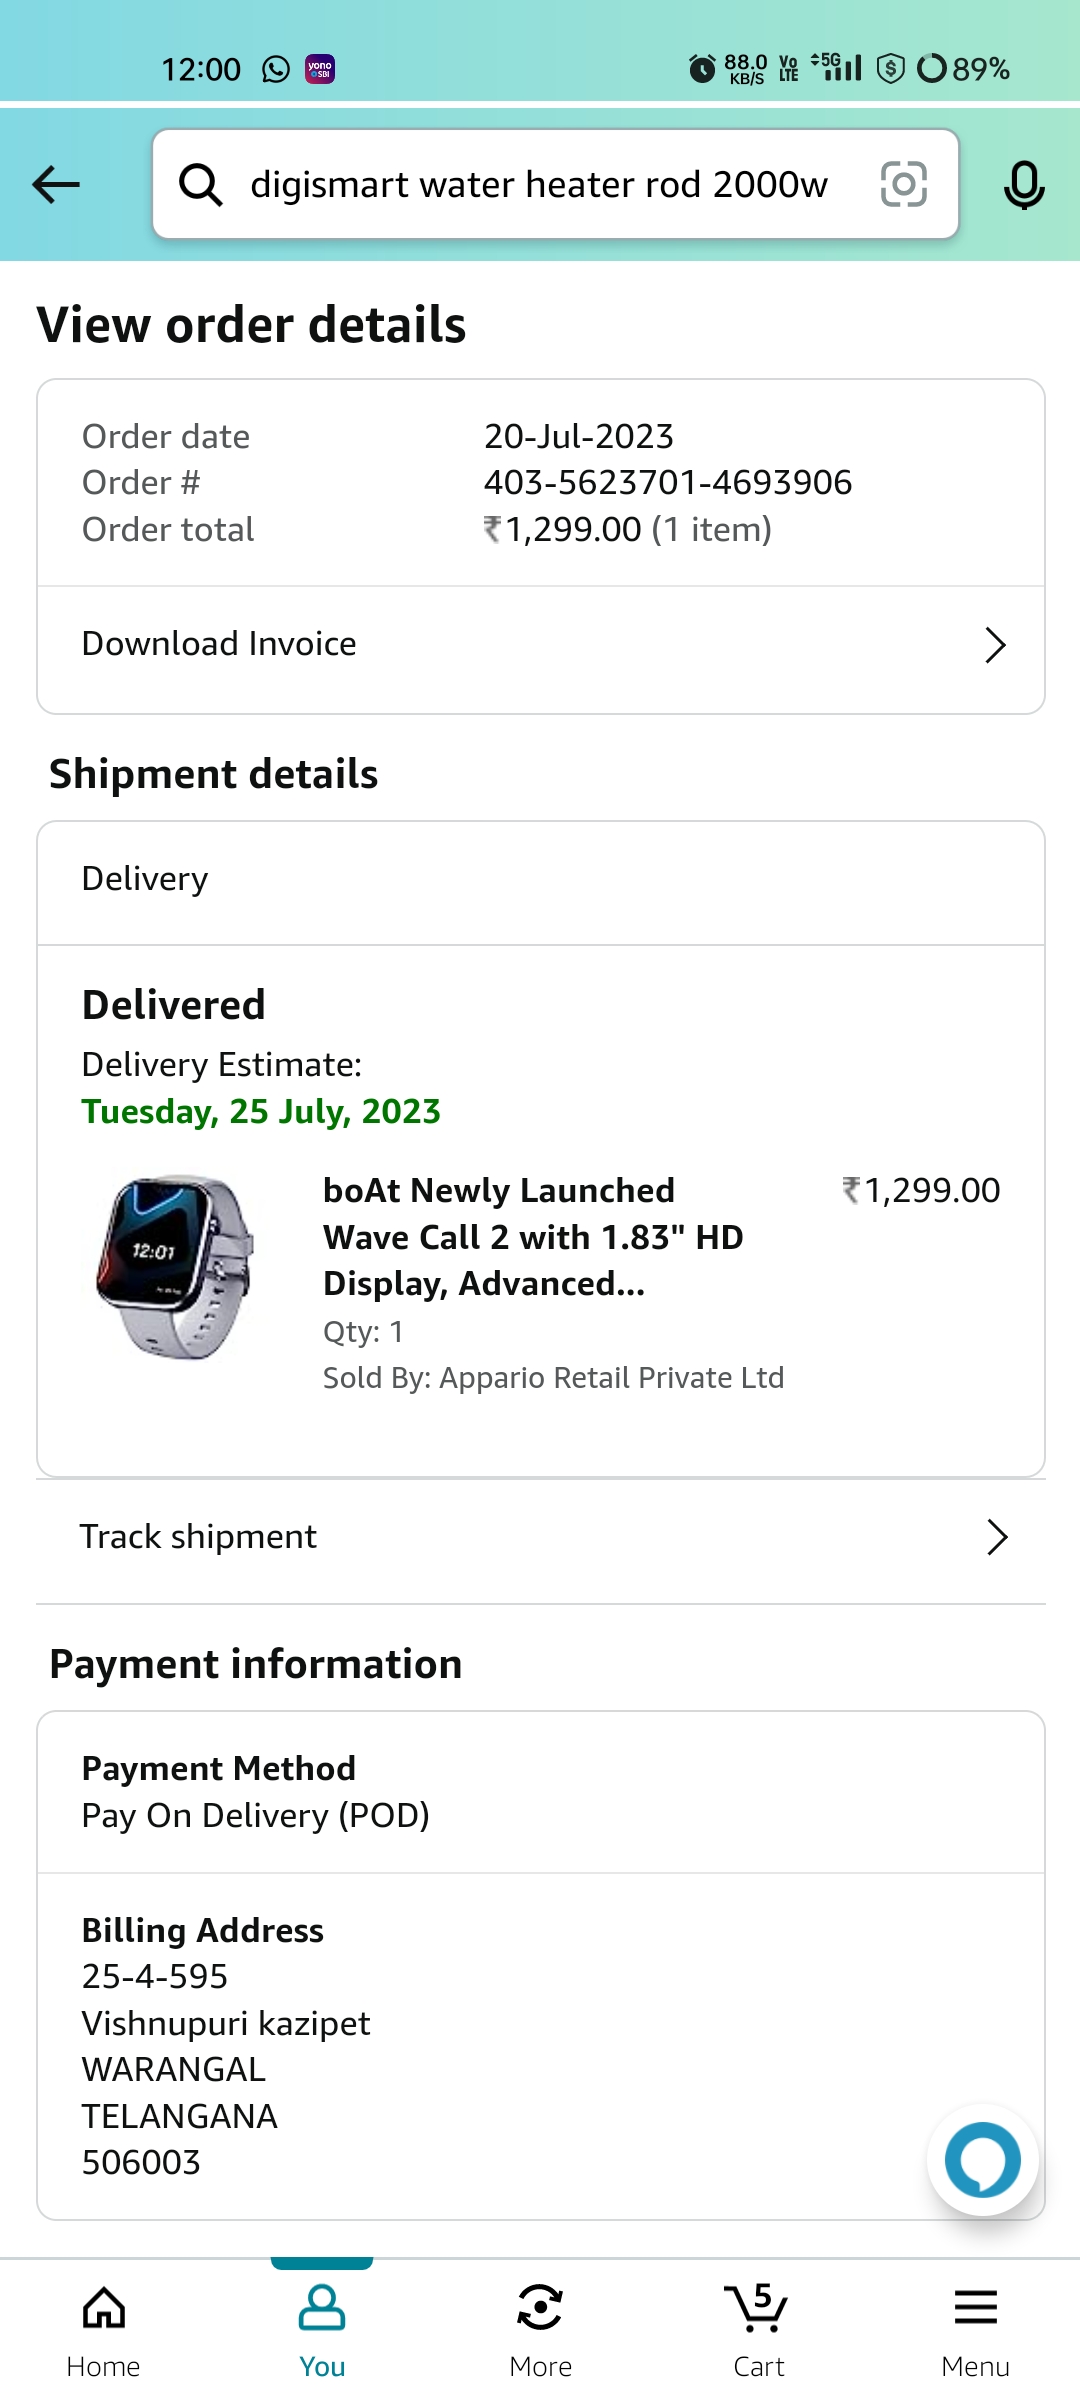 12:00 yono SBI 88.0 KB/S Vo LTE 5G 89%
digismart water heater rod 2000w
View order details
Order date 20-Jul-2023
Order # 403-5623701-4693906
Order total ₹1,299.00 (1 item)
Download Invoice
Shipment details
Delivery
Delivered
Delivery Estimate:
Tuesday, 25 July, 2023
12:01
boAt Newly Launched ₹1,299.00
Wave Call 2 with 1.83" HD
Display, Advanced...
Qty: 1
Sold By: Appario Retail Private Ltd
Track shipment
Payment information
Payment Method
Pay On Delivery (POD)
Billing Address
25-4-595
Vishnupuri kazipet
WARANGAL
TELANGANA
506003
5
Home You More Cart Menu